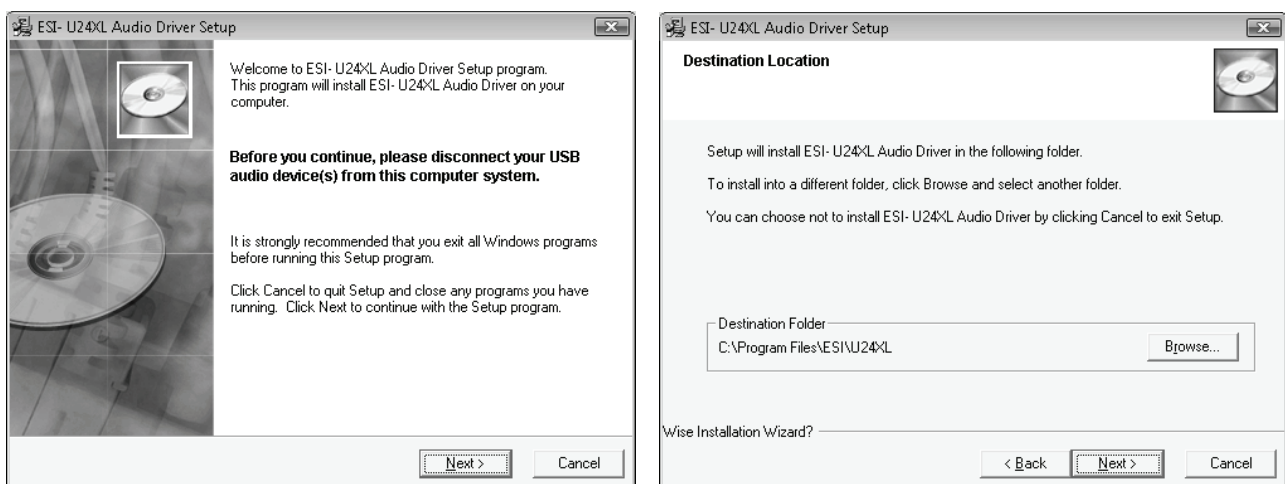 ESI- U24XL Audio Driver Setup
Welcome to ESI- U24XL Audio Driver Setup program.
This program will install ESI- U24XL Audio Driver on your
computer.
Before you continue, please disconnect your USB
audio device(s) from this computer system.
It is strongly recommended that you exit all Windows programs
before running this Setup program.
Click Cancel to quit Setup and close any programs you have
running. Click Next to continue with the Setup program.
Next >
Cancel
ESI- U24XL Audio Driver Setup
Destination Location
Setup will install ESI- U24XL Audio Driver in the following folder.
To install into a different folder, click Browse and select another folder.
You can choose not to install ESI- U24XL Audio Driver by clicking Cancel to exit Setup.
Destination Folder
C:\Program Files\ESI\U24XL
Browse...
Wise Installation Wizard?
< Back
Next >
Cancel